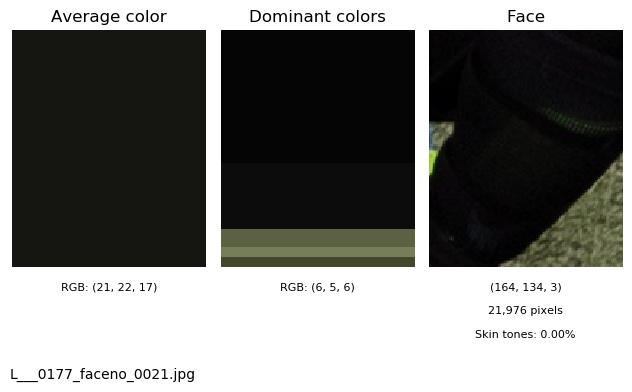 Average color
Dominant colors
Face
RGB: (21, 22, 17)
RGB: (6, 5, 6)
(164, 134, 3)
21,976 pixels
Skin tones: 0.00%
L___0177_faceno_0021.jpg